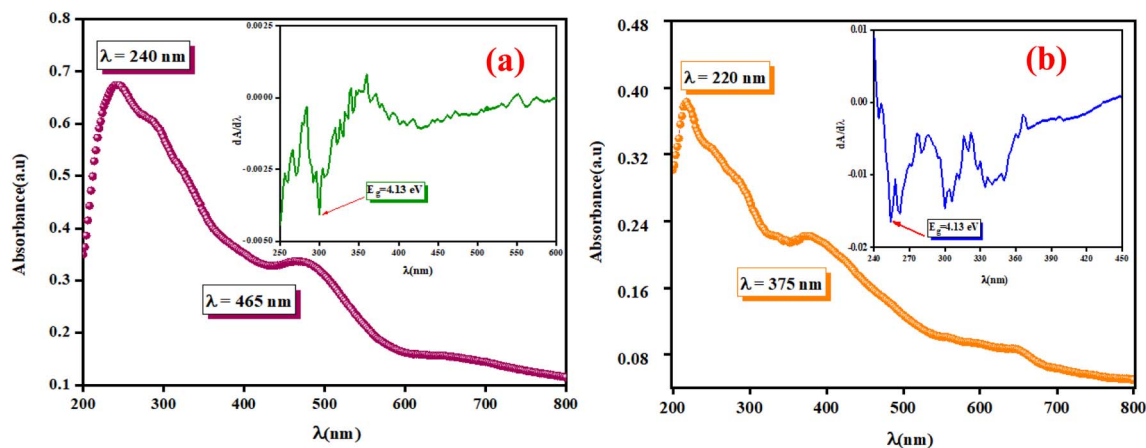 (a)
λ = 240 nm
λ = 465 nm
Absorbance(a.u)
0.8
0.7
0.6
0.5
0.4
0.3
0.2
0.1
200 300 400 500 600 700 800
λ(nm)
dA/dλ
0.0025
0.0000
-0.0025
-0.0050
E_g=4.13 eV
250 300 350 400 450 500 550 600
λ(nm)
(b)
λ = 220 nm
λ = 375 nm
Absorbance(a.u)
0.48
0.40
0.32
0.24
0.16
0.08
200 300 400 500 600 700 800
λ(nm)
dA/dλ
0.01
0.00
-0.01
-0.02
E_g=4.13 eV
240 270 300 330 360 390 420 450
λ(nm)